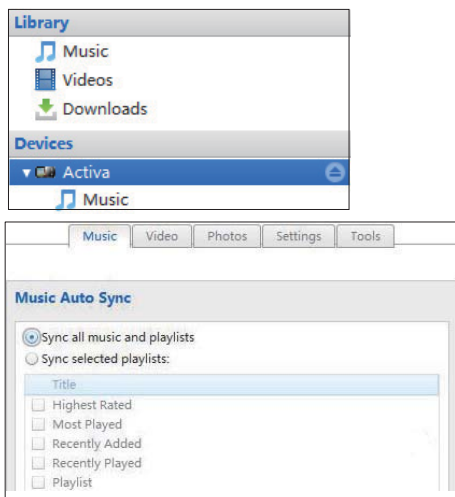 Library
Music
Videos
Downloads
Devices
Activa
Music
Music Video Photos Settings Tools
Music Auto Sync
Sync all music and playlists
Sync selected playlists:
Title
Highest Rated
Most Played
Recently Added
Recently Played
Playlist